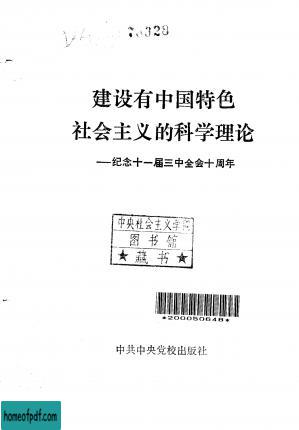 建设有中国特色
社会主义的科学理论
——纪念十一届三中全会十周年
中央社会主义学院
图书馆
★藏书★
*200050648*
中共中央党校出版社
homeofpdf.com